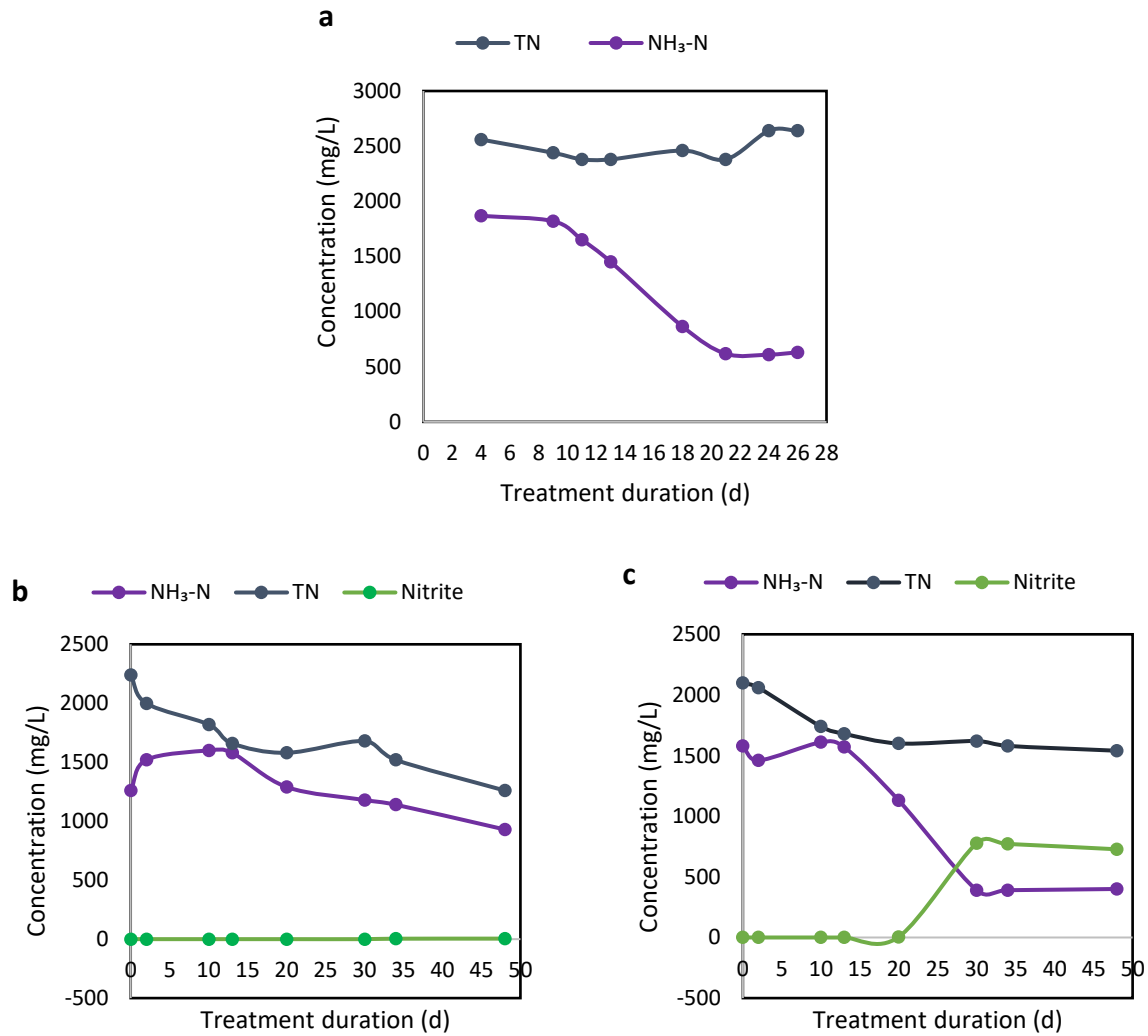 a
TN NH₃-N
3000
2500
2000
1500
1000
500
0
0 2 4 6 8 10 12 14 16 18 20 22 24 26 28
Concentration (mg/L)
Treatment duration (d)
b
NH₃-N TN Nitrite
2500
2000
1500
1000
500
0
-500
0 5 10 15 20 25 30 35 40 45 50
Concentration (mg/L)
Treatment duration (d)
c
NH₃-N TN Nitrite
2500
2000
1500
1000
500
0
-500
0 5 10 15 20 25 30 35 40 45 50
Concentration (mg/L)
Treatment duration (d)